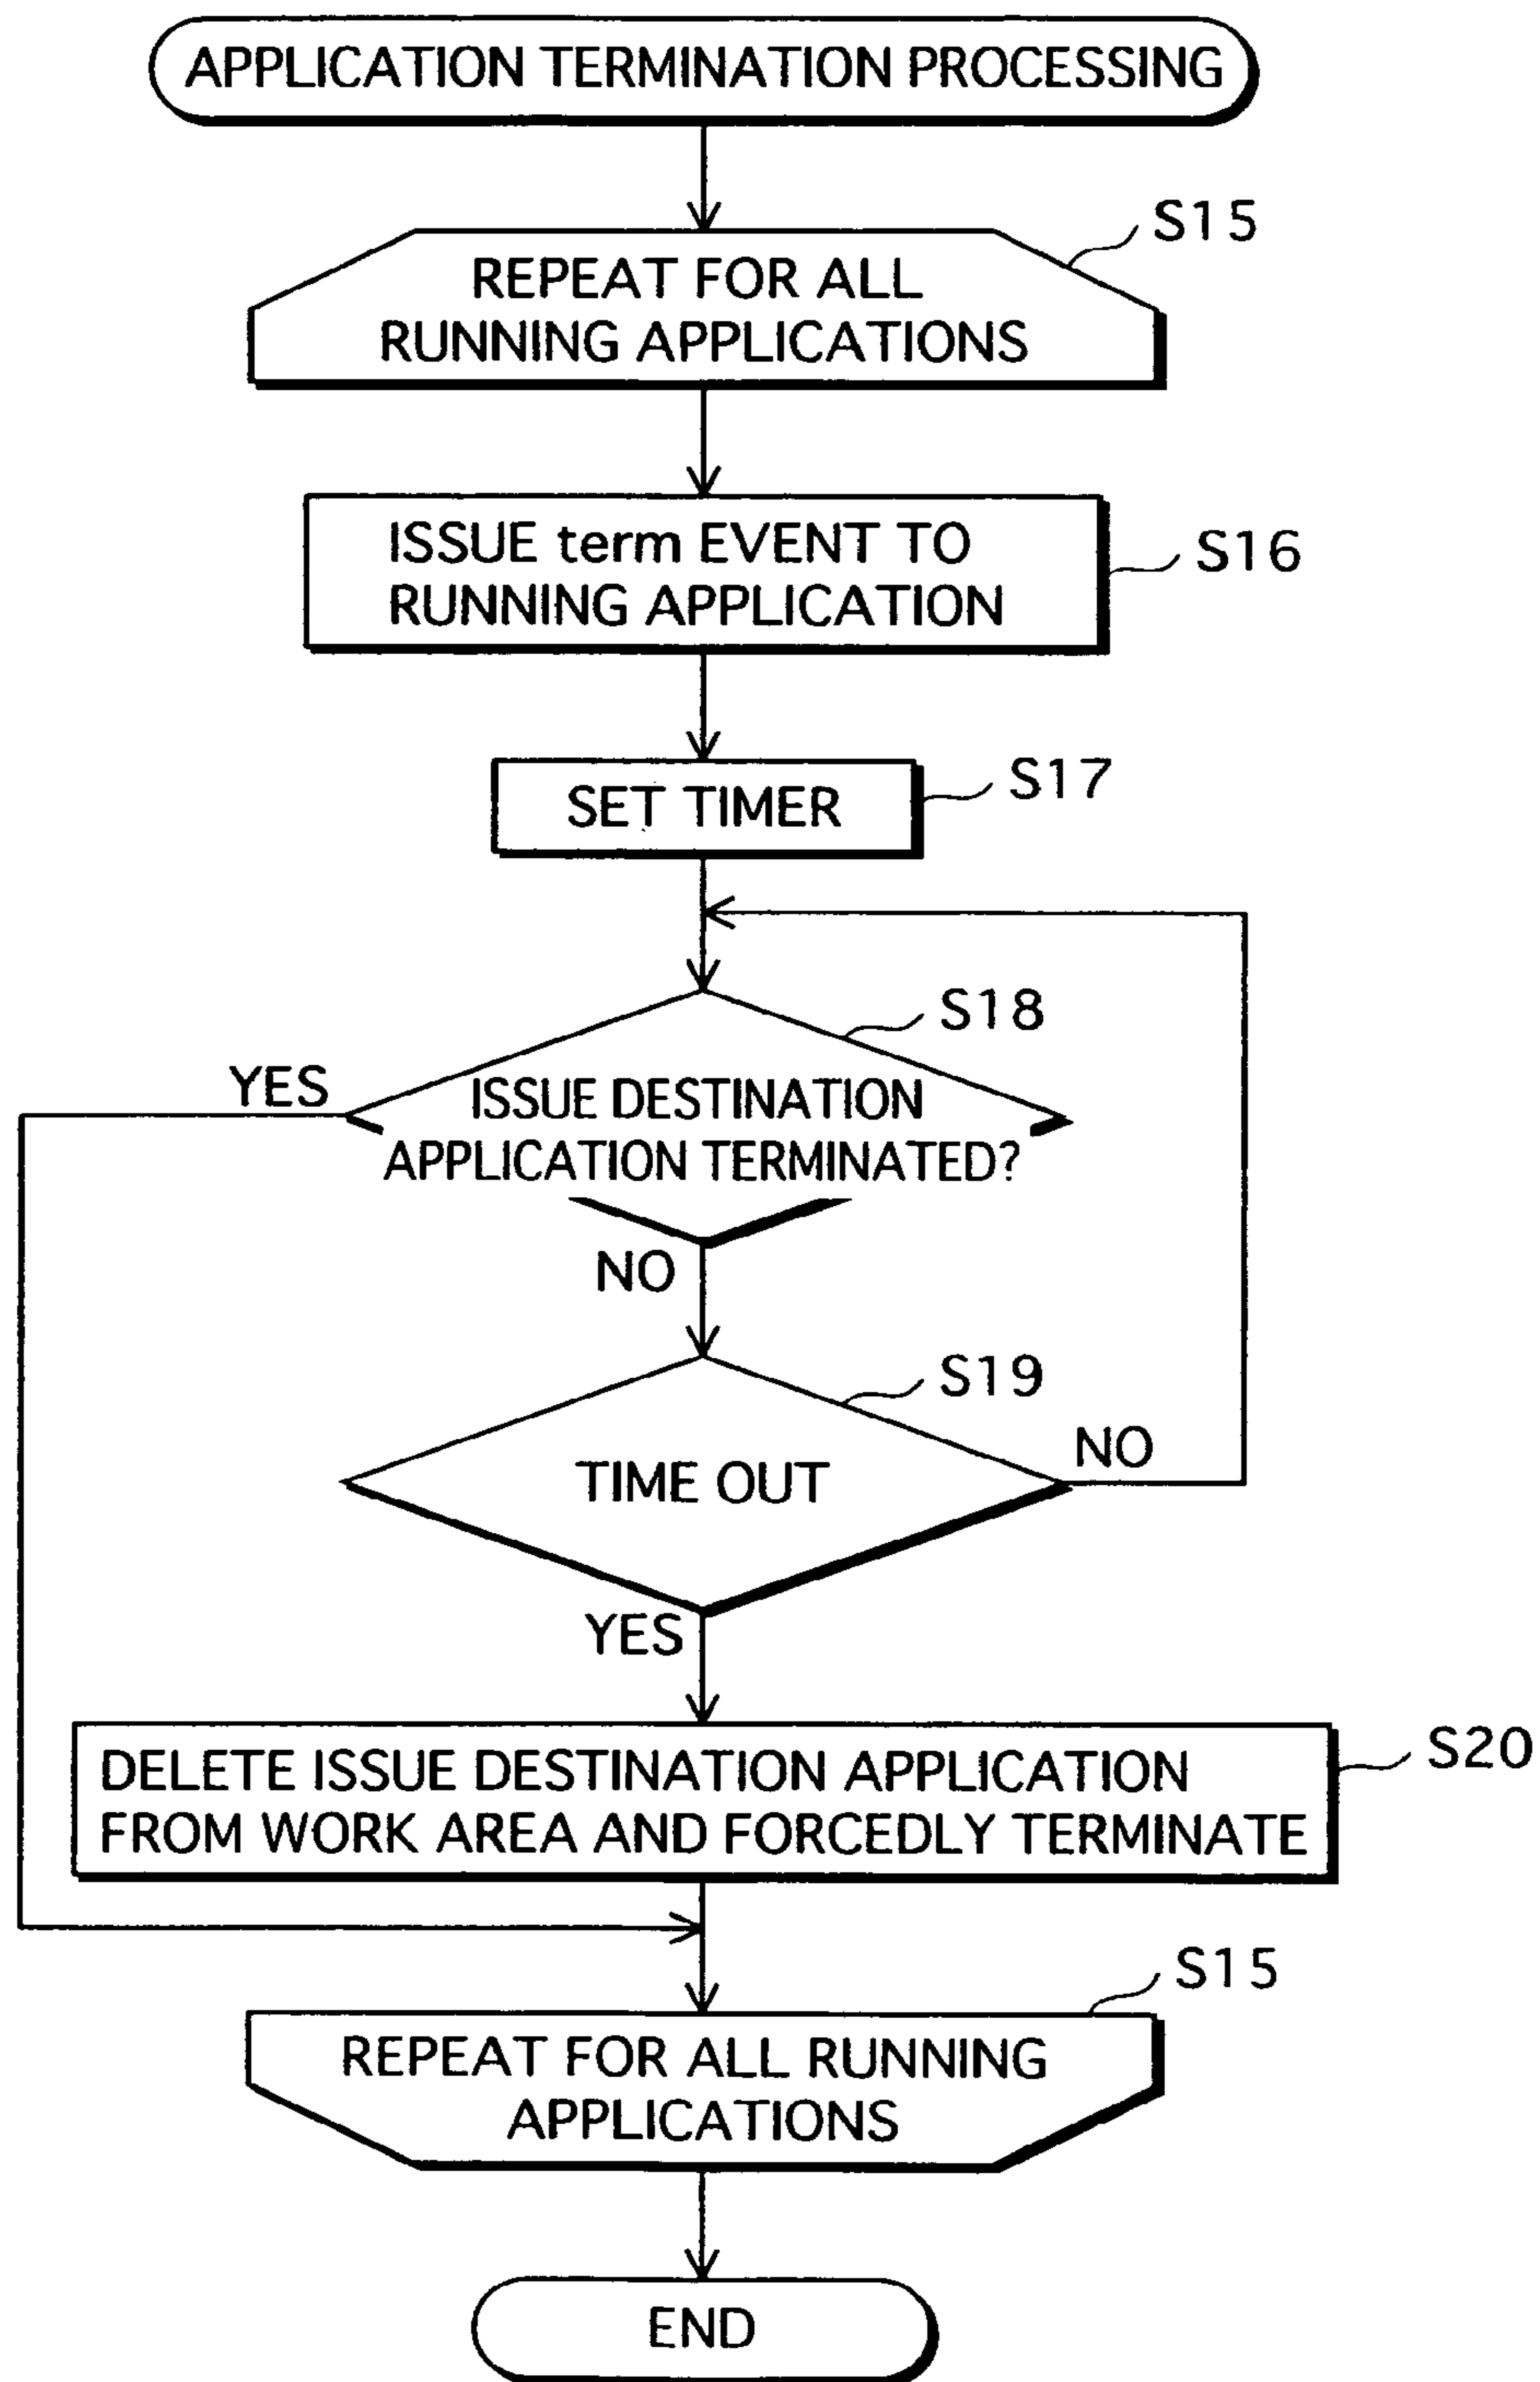 APPLICATION TERMINATION PROCESSING
S15
REPEAT FOR ALL
RUNNING APPLICATIONS
ISSUE term EVENT TO
RUNNING APPLICATION
S16
SET TIMER
S17
S18
YES
ISSUE DESTINATION
APPLICATION TERMINATED?
NO
S19
TIME OUT
NO
YES
DELETE ISSUE DESTINATION APPLICATION
FROM WORK AREA AND FORCEDLY TERMINATE
S20
S15
REPEAT FOR ALL RUNNING
APPLICATIONS
END